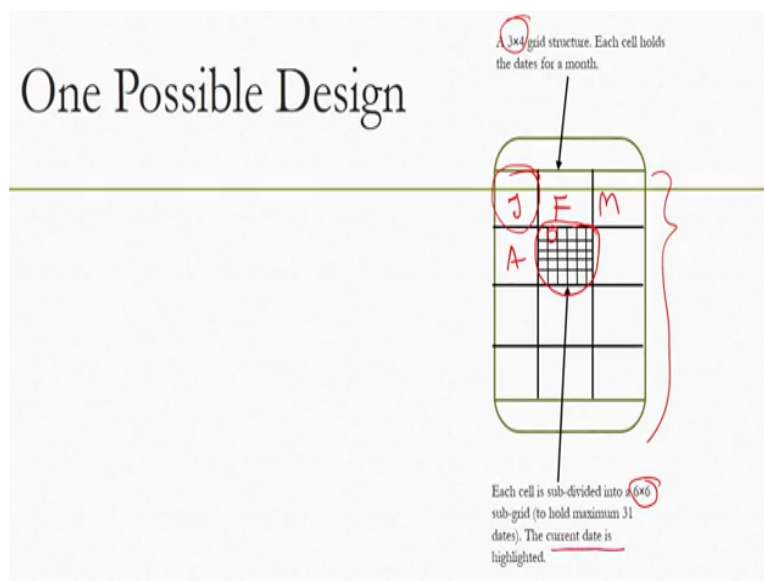 A 3×4 grid structure. Each cell holds
the dates for a month.
One Possible Design
J F M
A
Each cell is sub-divided into a 6×6
sub-grid (to hold maximum 31
dates). The current date is
highlighted.